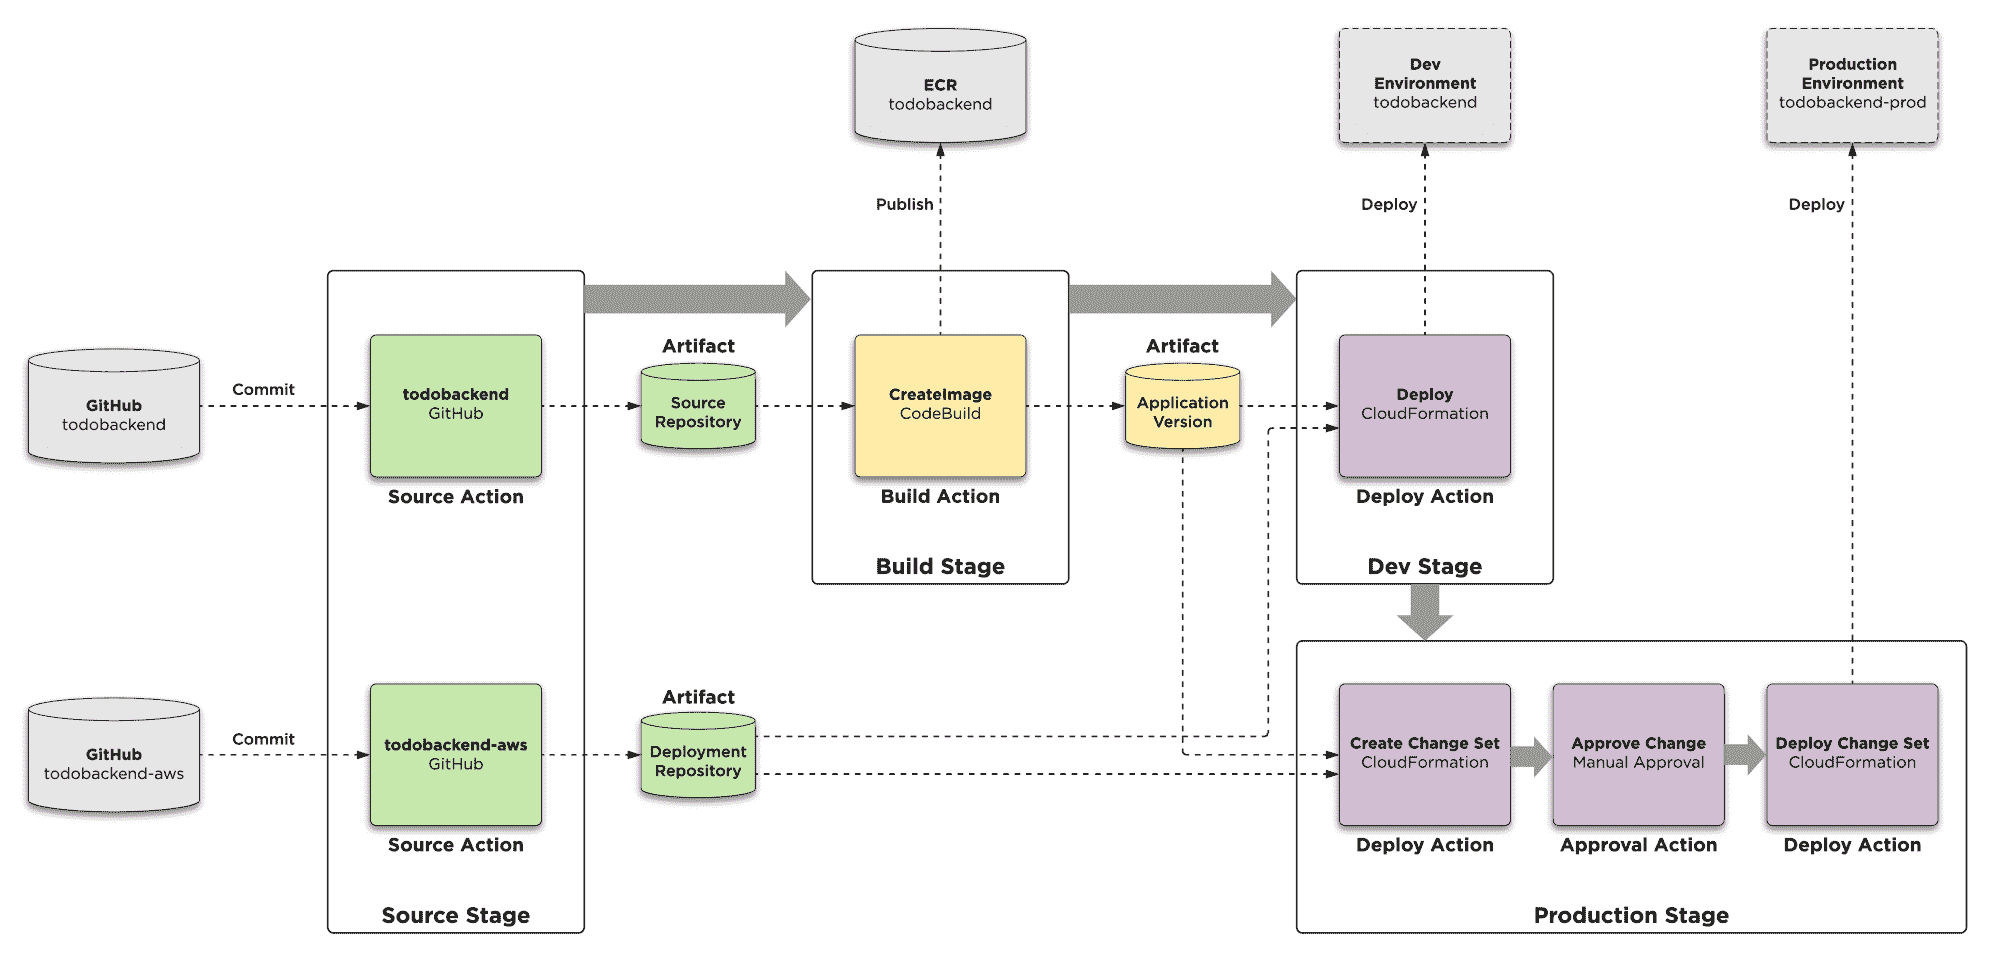 ECR
todobackend
Dev
Environment
todobackend
Production
Environment
todobackend-prod
Publish
Deploy
Deploy
GitHub
todobackend
Commit
todobackend
GitHub
Source Action
Artifact
Source
Repository
CreateImage
CodeBuild
Build Action
Build Stage
Artifact
Application
Version
Deploy
CloudFormation
Deploy Action
Dev Stage
GitHub
todobackend-aws
Commit
todobackend-aws
GitHub
Source Action
Source Stage
Artifact
Deployment
Repository
Create Change Set
CloudFormation
Deploy Action
Approve Change
Manual Approval
Approval Action
Deploy Change Set
CloudFormation
Deploy Action
Production Stage